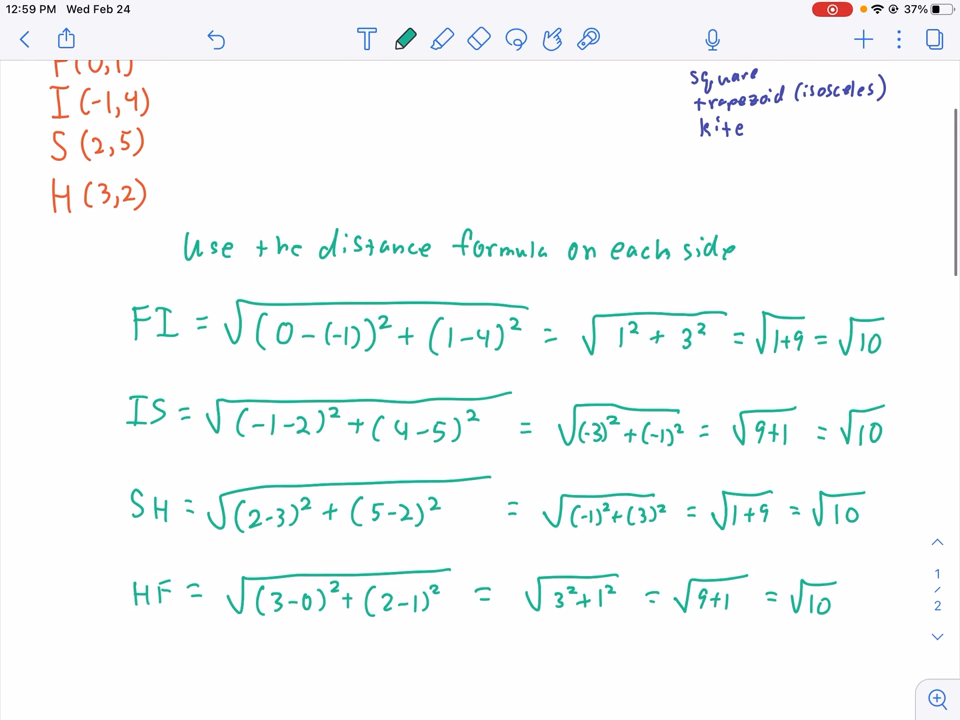 12:59 PM Wed Feb 24
37%
T
F(0,1)
I (-1,4)
S (2,5)
H (3,2)
square
trapezoid (isosceles)
kite
Use the distance formula on each side
FI = √((0-(-1))² + (1-4)²) = √(1² + 3²) = √(1+9) = √10
IS = √((-1-2)² + (4-5)²) = √((-3)² + (-1)²) = √(9+1) = √10
SH = √((2-3)² + (5-2)²) = √((-1)² + (3)²) = √(1+9) = √10
HF = √((3-0)² + (2-1)²) = √(3² + 1²) = √(9+1) = √10
1
/
2